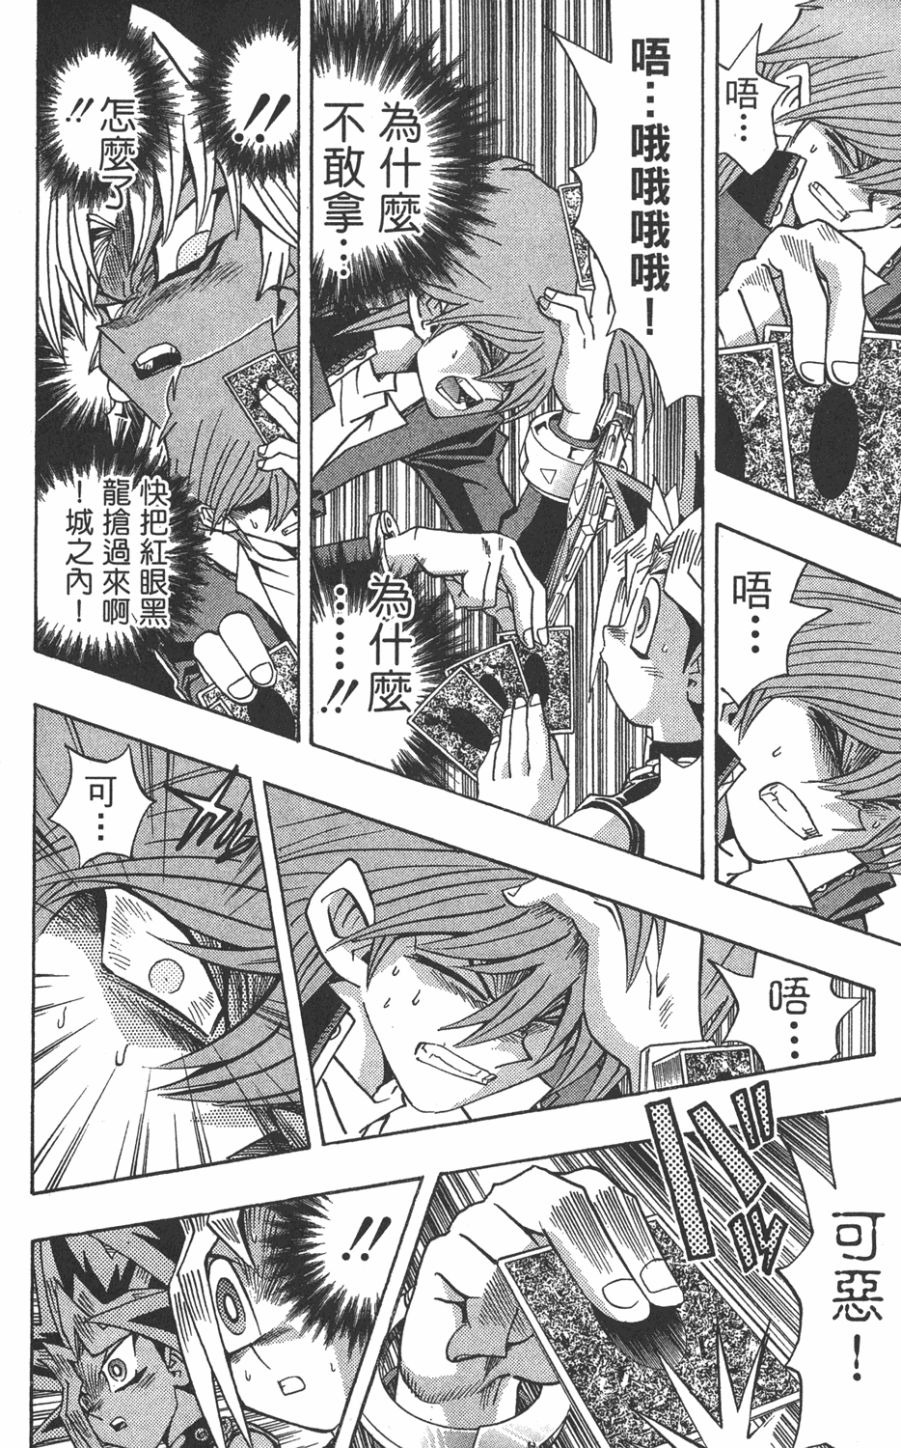 唔…
唔…哦哦哦哦！
為什麼
不敢拿…
!!
怎麼了
!!
唔…
為什麼
……!!
快把紅眼黑
龍搶過來啊
！城之內！
唔…
可…
可惡！
!!